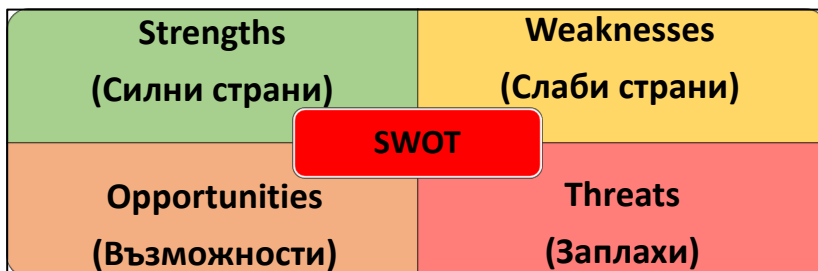 Strengths
(Силни страни)
Weaknesses
(Слаби страни)
SWOT
Opportunities
(Възможности)
Threats
(Заплахи)